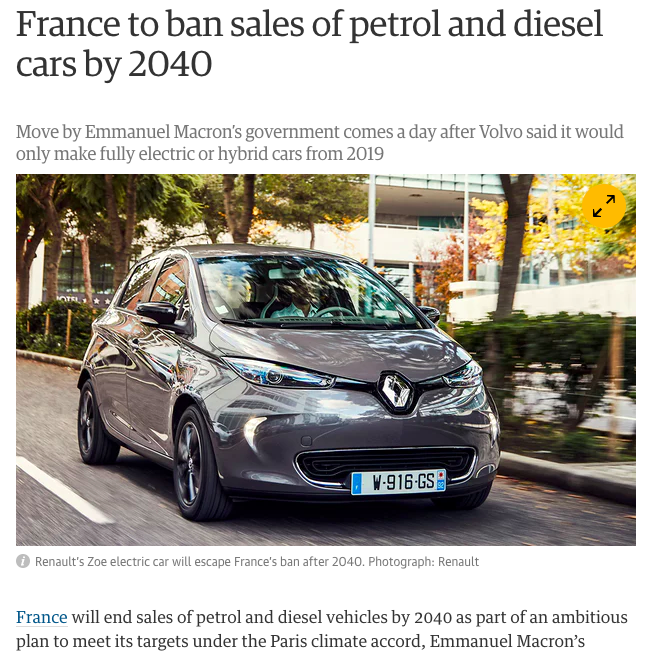 France to ban sales of petrol and diesel
cars by 2040
Move by Emmanuel Macron's government comes a day after Volvo said it would
only make fully electric or hybrid cars from 2019
HOTEL
W-916-GS
Renault's Zoe electric car will escape France's ban after 2040. Photograph: Renault
France will end sales of petrol and diesel vehicles by 2040 as part of an ambitious
plan to meet its targets under the Paris climate accord, Emmanuel Macron's